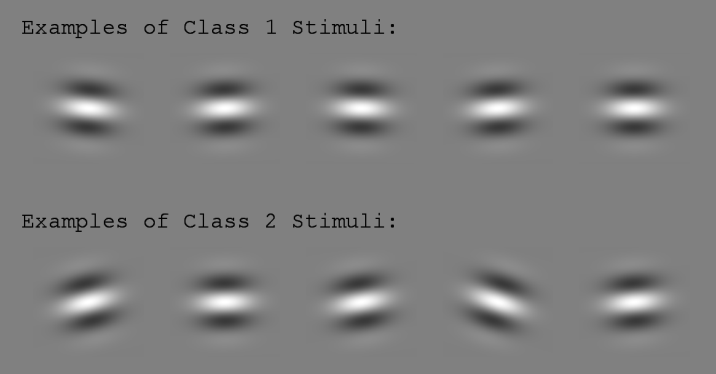 Examples of Class 1 Stimuli:
Examples of Class 2 Stimuli: